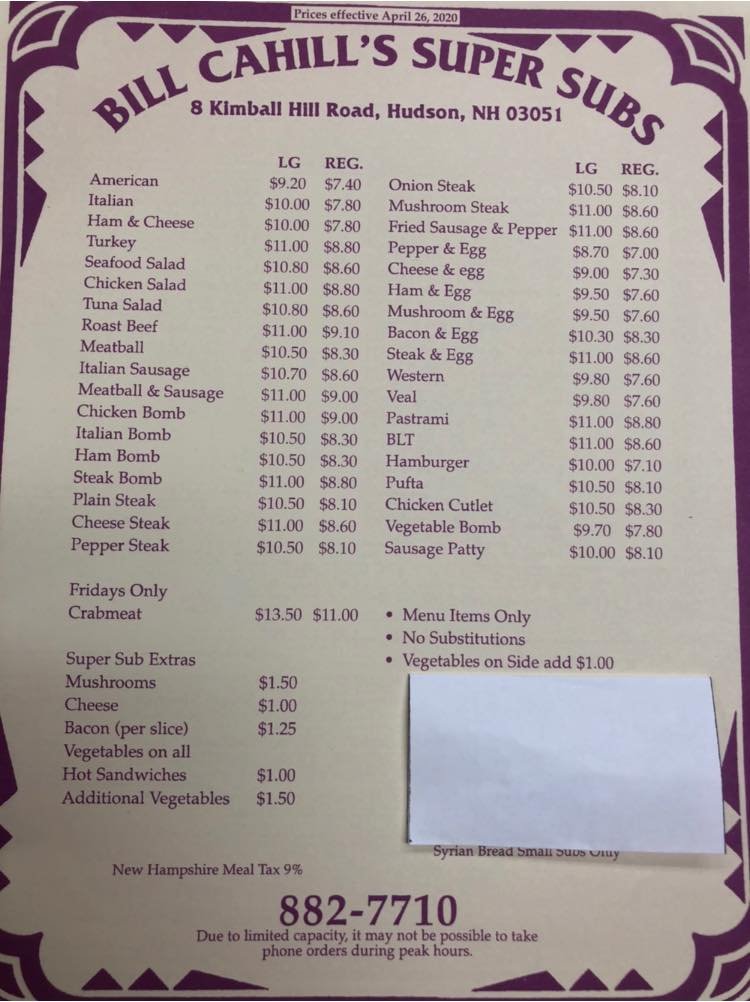 Prices effective April 26, 2020
BILL CAHILL'S SUPER SUBS
8 Kimball Hill Road, Hudson, NH 03051
LG REG.
American $9.20 $7.40
Italian $10.00 $7.80
Ham & Cheese $10.00 $7.80
Turkey $11.00 $8.80
Seafood Salad $10.80 $8.60
Chicken Salad $11.00 $8.80
Tuna Salad $10.80 $8.60
Roast Beef $11.00 $9.10
Meatball $10.50 $8.30
Italian Sausage $10.70 $8.60
Meatball & Sausage $11.00 $9.00
Chicken Bomb $11.00 $9.00
Italian Bomb $10.50 $8.30
Ham Bomb $10.50 $8.30
Steak Bomb $11.00 $8.80
Plain Steak $10.50 $8.10
Cheese Steak $11.00 $8.60
Pepper Steak $10.50 $8.10
LG REG.
Onion Steak $10.50 $8.10
Mushroom Steak $11.00 $8.60
Fried Sausage & Pepper $11.00 $8.60
Pepper & Egg $8.70 $7.00
Cheese & egg $9.00 $7.30
Ham & Egg $9.50 $7.60
Mushroom & Egg $9.50 $7.60
Bacon & Egg $10.30 $8.30
Steak & Egg $11.00 $8.60
Western $9.80 $7.60
Veal $9.80 $7.60
Pastrami $11.00 $8.80
BLT $11.00 $8.60
Hamburger $10.00 $7.10
Pufta $10.50 $8.10
Chicken Cutlet $10.50 $8.30
Vegetable Bomb $9.70 $7.80
Sausage Patty $10.00 $8.10
Fridays Only
Crabmeat $13.50 $11.00
Super Sub Extras
Mushrooms $1.50
Cheese $1.00
Bacon (per slice) $1.25
Vegetables on all
Hot Sandwiches $1.00
Additional Vegetables $1.50
• Menu Items Only
• No Substitutions
• Vegetables on Side add $1.00
Syrian Bread Small Subs Only
New Hampshire Meal Tax 9%
882-7710
Due to limited capacity, it may not be possible to take
phone orders during peak hours.